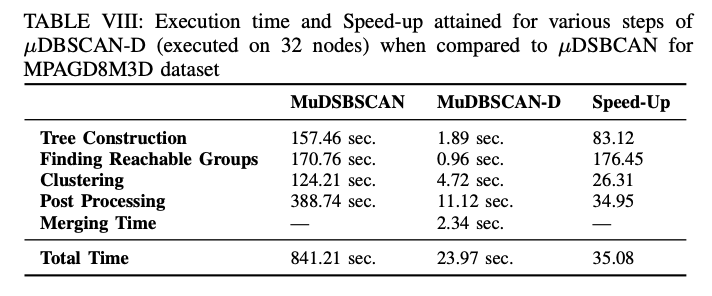 TABLE VIII: Execution time and Speed-up attained for various steps of
μDBSCAN-D (executed on 32 nodes) when compared to μDSBCAN for
MPAGD8M3D dataset
MuDSBSCAN MuDBSCAN-D Speed-Up
Tree Construction 157.46 sec. 1.89 sec. 83.12
Finding Reachable Groups 170.76 sec. 0.96 sec. 176.45
Clustering 124.21 sec. 4.72 sec. 26.31
Post Processing 388.74 sec. 11.12 sec. 34.95
Merging Time — 2.34 sec. —
Total Time 841.21 sec. 23.97 sec. 35.08